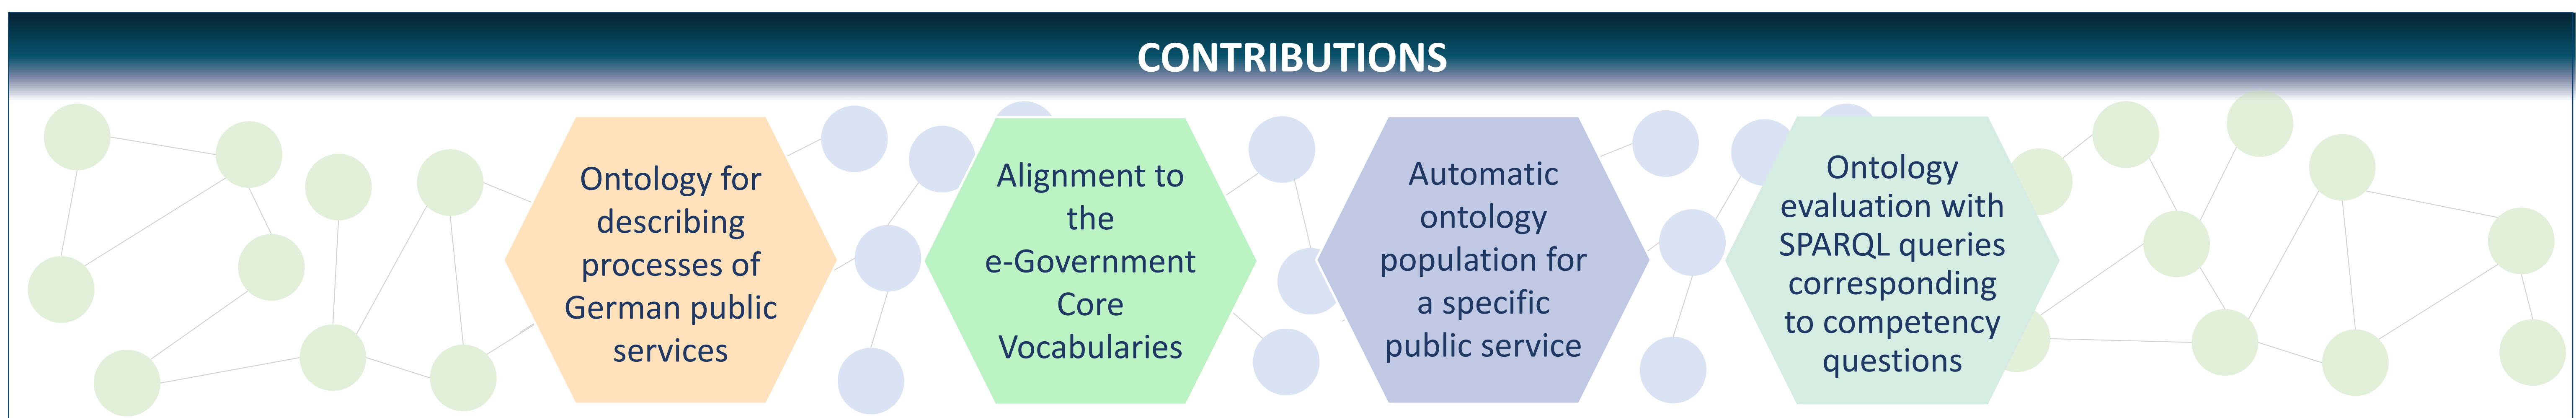 CONTRIBUTIONS
Ontology for
describing
processes of
German public
services
Alignment to
the
e-Government
Core
Vocabularies
Automatic
ontology
population for
a specific
public service
Ontology
evaluation with
SPARQL queries
corresponding
to competency
questions